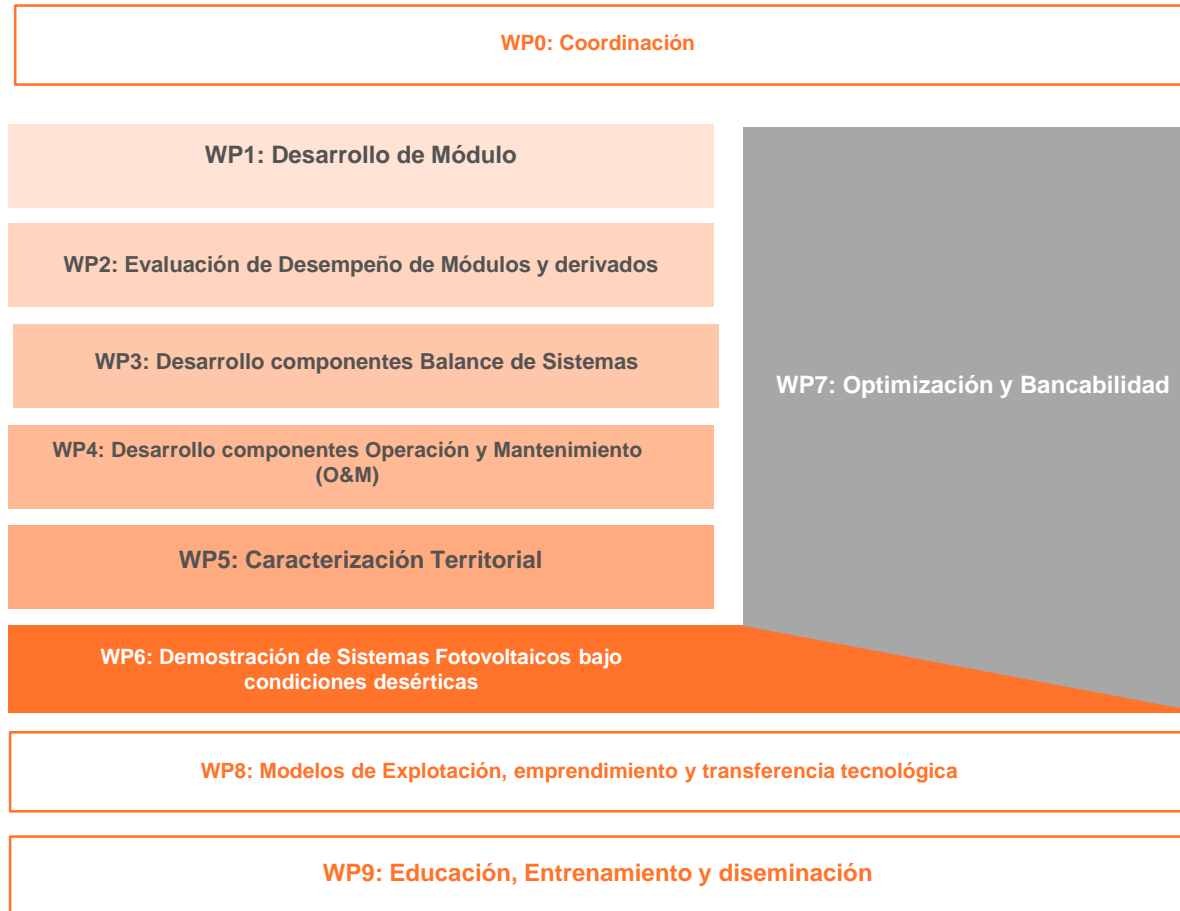 WP0: Coordinación
WP1: Desarrollo de Módulo
WP2: Evaluación de Desempeño de Módulos y derivados
WP3: Desarrollo componentes Balance de Sistemas
WP7: Optimización y Bancabilidad
WP4: Desarrollo componentes Operación y Mantenimiento
(O&M)
WP5: Caracterización Territorial
WP6: Demostración de Sistemas Fotovoltaicos bajo
condiciones desérticas
WP8: Modelos de Explotación, emprendimiento y transferencia tecnológica
WP9: Educación, Entrenamiento y diseminación